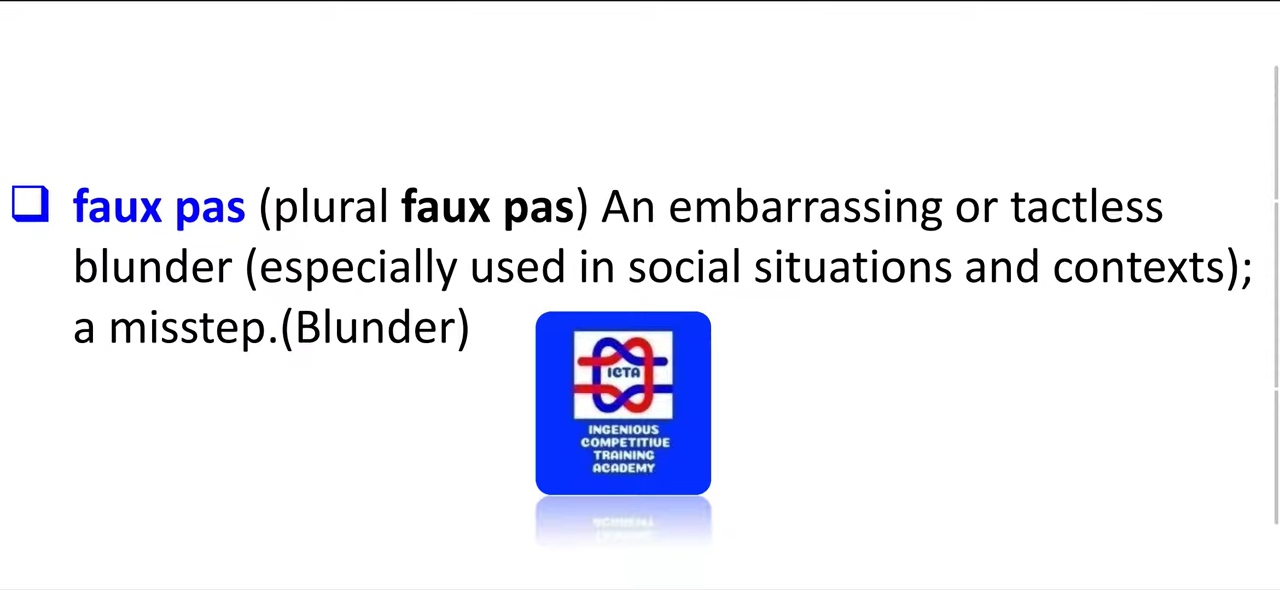 faux pas (plural faux pas) An embarrassing or tactless
blunder (especially used in social situations and contexts);
a misstep.(Blunder)
ICTA
INGENIOUS
COMPETITIVE
TRAINING
ACADEMY